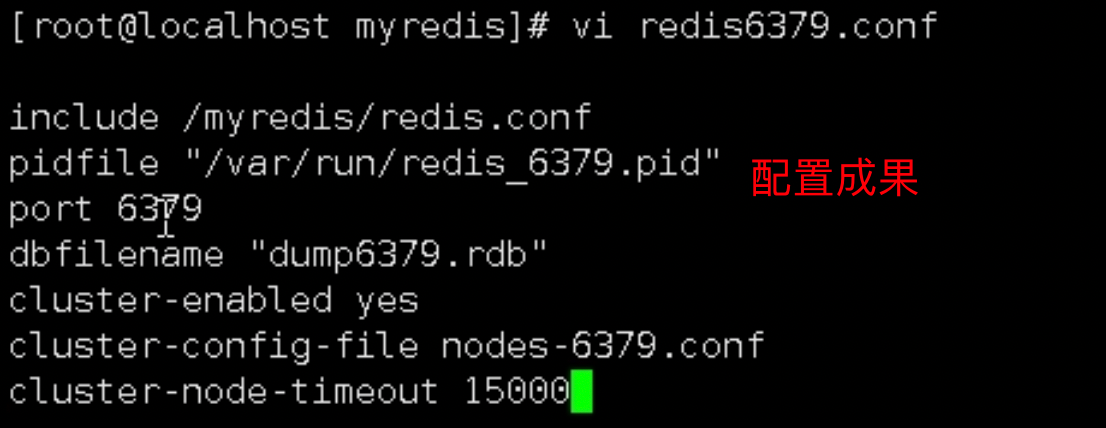 [root@localhost myredis]# vi redis6379.conf
include /myredis/redis.conf
pidfile "/var/run/redis_6379.pid"
配置成果
port 6379
dbfilename "dump6379.rdb"
cluster-enabled yes
cluster-config-file nodes-6379.conf
cluster-node-timeout 15000